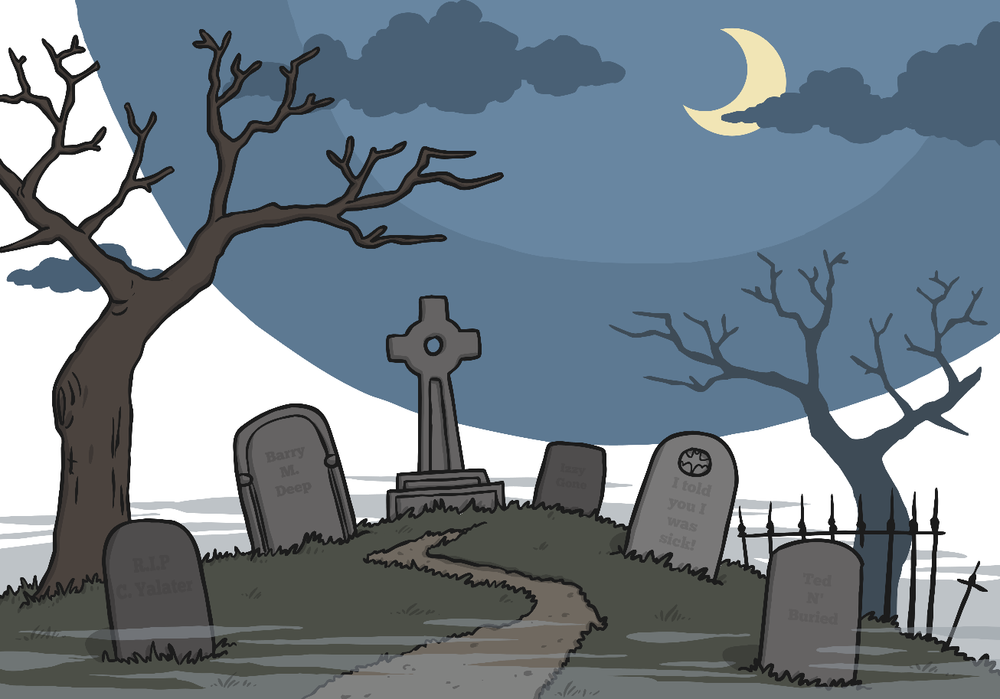 Barry
M.
Deep
Izzy
Gone
I told
you I
was
sick!
R.I.P
C. Yalater
Ted
N'
Buried